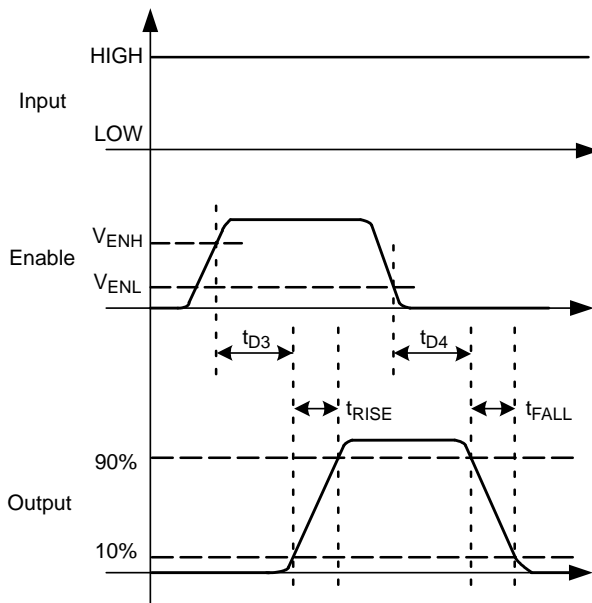 HIGH
Input
LOW
VENH
Enable
VENL
tD3
tD4
tRISE
tFALL
90%
Output
10%